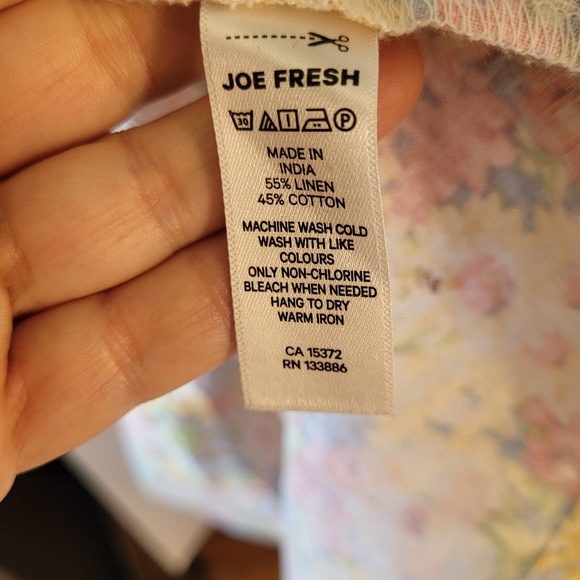 JOE FRESH
30 P
MADE IN
INDIA
55% LINEN
45% COTTON
MACHINE WASH COLD
WASH WITH LIKE
COLOURS
ONLY NON-CHLORINE
BLEACH WHEN NEEDED
HANG TO DRY
WARM IRON
CA 15372
RN 133886